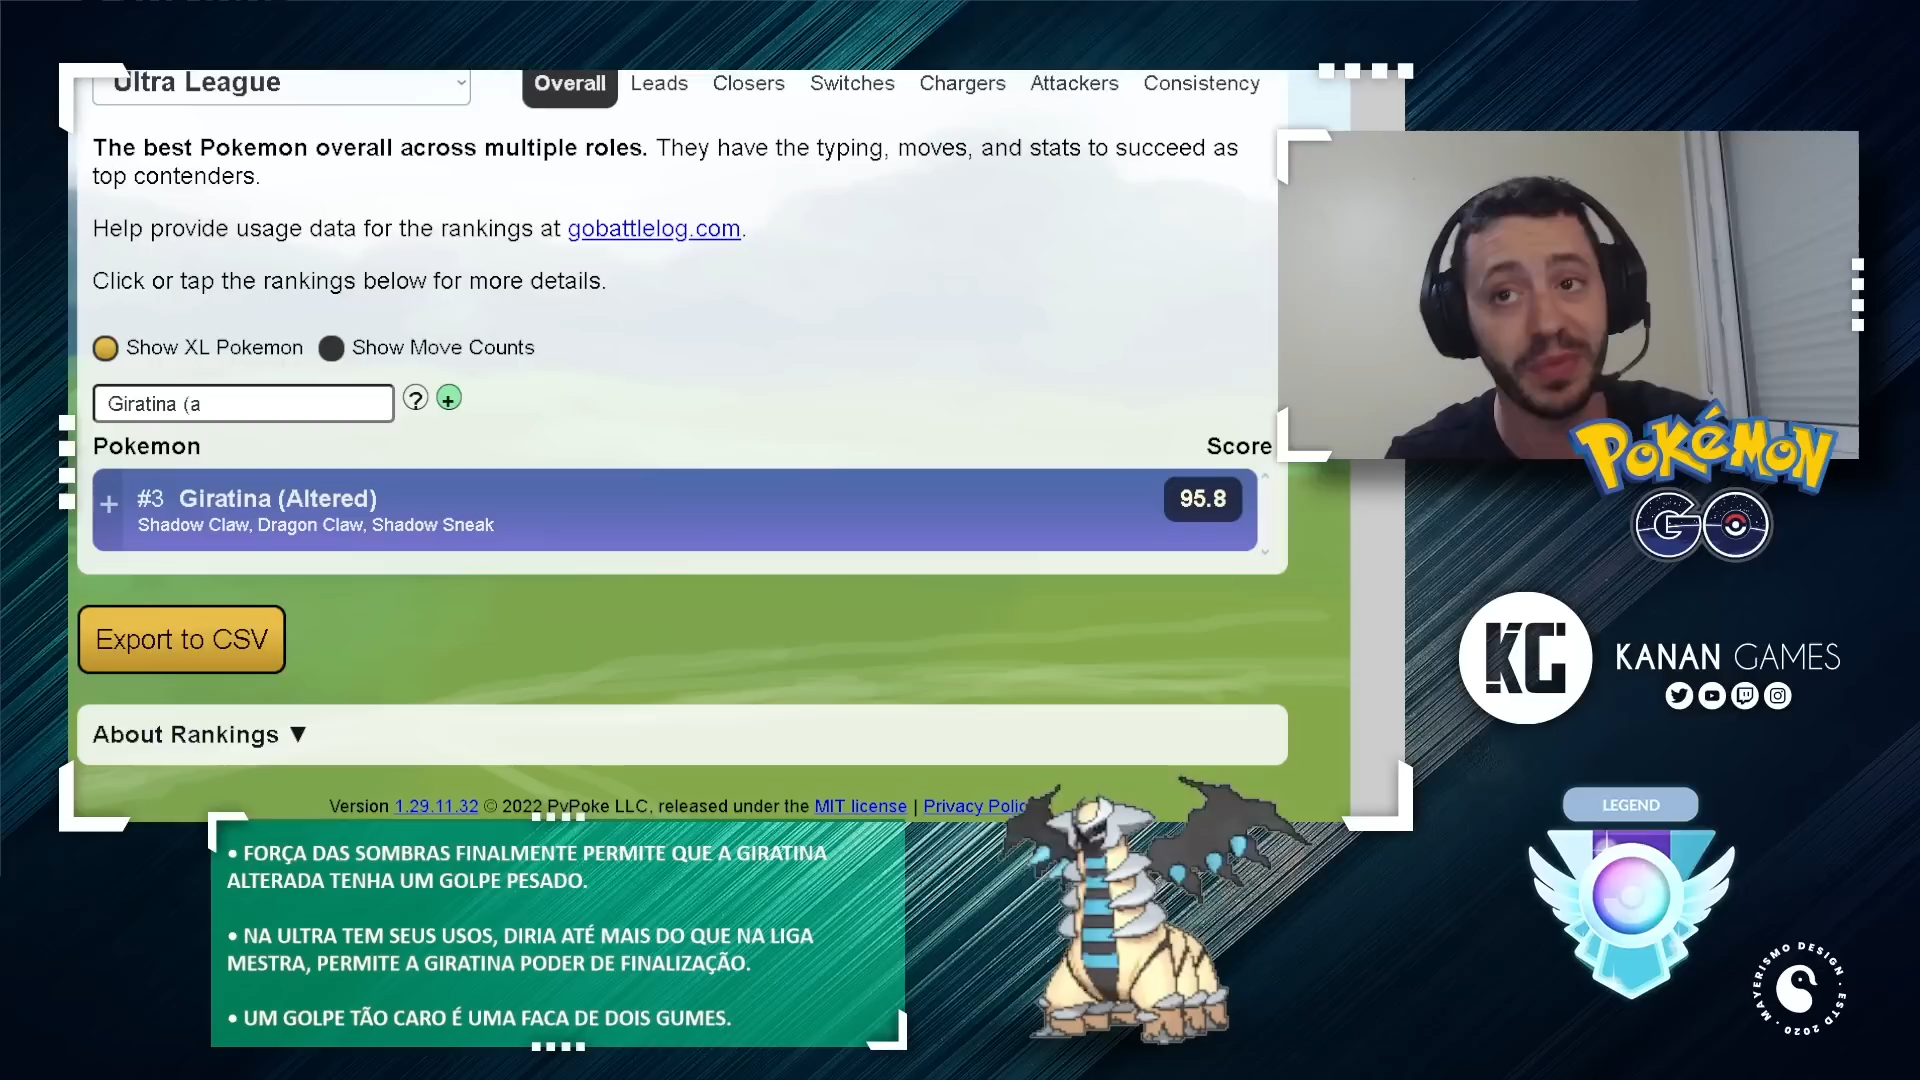 Ultra League
Overall Leads Closers Switches Chargers Attackers Consistency
The best Pokemon overall across multiple roles. They have the typing, moves, and stats to succeed as
top contenders.
Help provide usage data for the rankings at gobattlelog.com.
Click or tap the rankings below for more details.
Show XL Pokemon Show Move Counts
Giratina (a
? +
Pokemon Score
+ #3 Giratina (Altered) 95.8
Shadow Claw, Dragon Claw, Shadow Sneak
Export to CSV
About Rankings ▼
Version 1.29.11.32 © 2022 PvPoke LLC, released under the MIT license | Privacy Polic
• FORÇA DAS SOMBRAS FINALMENTE PERMITE QUE A GIRATINA
ALTERADA TENHA UM GOLPE PESADO.
• NA ULTRA TEM SEUS USOS, DIRIA ATÉ MAIS DO QUE NA LIGA
MESTRA, PERMITE A GIRATINA PODER DE FINALIZAÇÃO.
• UM GOLPE TÃO CARO É UMA FACA DE DOIS GUMES.
POKéMON
GO
KG
KANAN GAMES
LEGEND
MAYERISMO DESIGN · ESTD 2020 ·